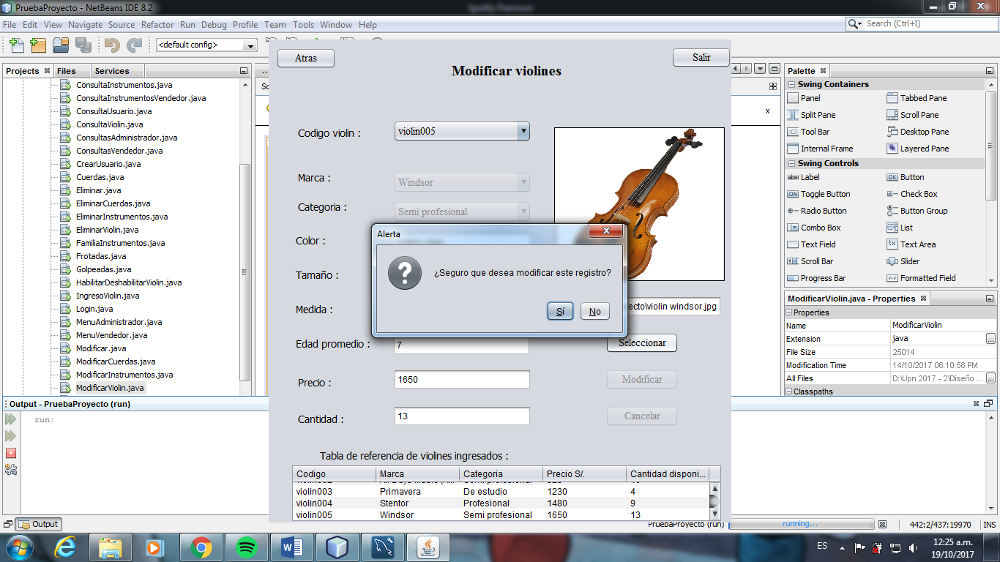 PruebaProyecto - NetBeans IDE 8.2
Spotify Premium
File Edit View Navigate Source Refactor Run Debug Profile Team Tools Window Help
Search (Ctrl+I)
<default config>
Projects Files Services
ConsultaInstrumentos.java
ConsultaInstrumentosVendedor.java
ConsultaUsuario.java
ConsultaViolin.java
ConsultasAdministrador.java
ConsultasVendedor.java
CrearUsuario.java
Cuerdas.java
Eliminar.java
EliminarCuerdas.java
EliminarInstrumentos.java
EliminarViolin.java
FamiliaInstrumentos.java
Frotadas.java
Golpeadas.java
HabilitarDeshabilitarViolin.java
IngresoViolin.java
Login.java
MenuAdministrador.java
MenuVendedor.java
Modificar.java
ModificarCuerdas.java
ModificarInstrumentos.java
ModificarViolin.java
Atras
Salir
Modificar violines
Codigo violin : violin005
Marca : Windsor
Categoria : Semi profesional
Color :
Tamaño :
Medida :
ecto\violin windsor.jpg
Edad promedio : 7
Seleccionar
Precio : 1650
Modificar
Cantidad : 13
Cancelar
Alerta
¿Seguro que desea modificar este registro?
Sí No
Tabla de referencia de violines ingresados :
Codigo Marca Categoria Precio S/. Cantidad disponi...
violin003 Primavera De estudio 1230 4
violin004 Stentor Profesional 1480 9
violin005 Windsor Semi profesional 1650 13
x
Palette
Swing Containers
Panel Tabbed Pane
Split Pane Scroll Pane
Tool Bar Desktop Pane
Internal Frame Layered Pane
Swing Controls
label Label OK Button
ON Toggle Button Check Box
Radio Button Button Group
Combo Box List
Text Field Text Area
Scroll Bar Slider
Progress Bar Formatted Field
ModificarViolin.java - Properties
Properties
Name ModificarViolin
Extension java
File Size 25014
Modification Time 14/10/2017 06:10:58 PM
All Files D:\Upn 2017 - 2\Diseño ...
Classpaths
Output - PruebaProyecto (run)
run:
Output
PruebaProyecto (run) running...
442:2/437:19970 INS
ES
12:25 a.m.
19/10/2017